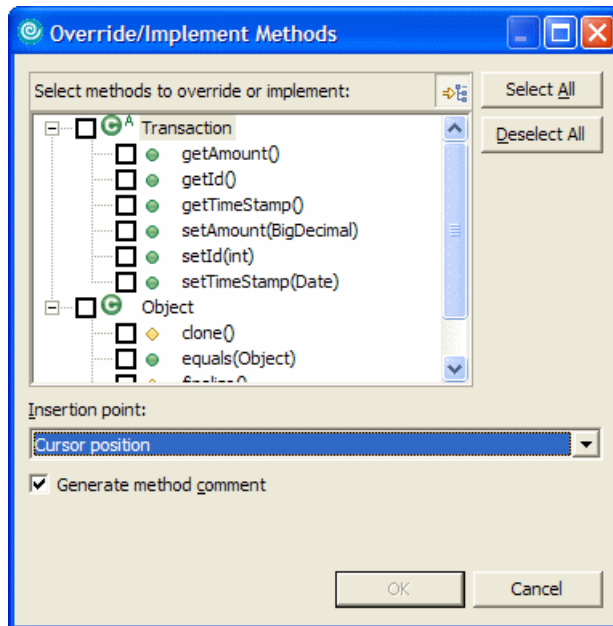 Override/Implement Methods
Select methods to override or implement:
Select All
Deselect All
Transaction
getAmount()
getId()
getTimeStamp()
setAmount(BigDecimal)
setId(int)
setTimeStamp(Date)
Object
clone()
equals(Object)
Insertion point:
Cursor position
Generate method comment
OK
Cancel